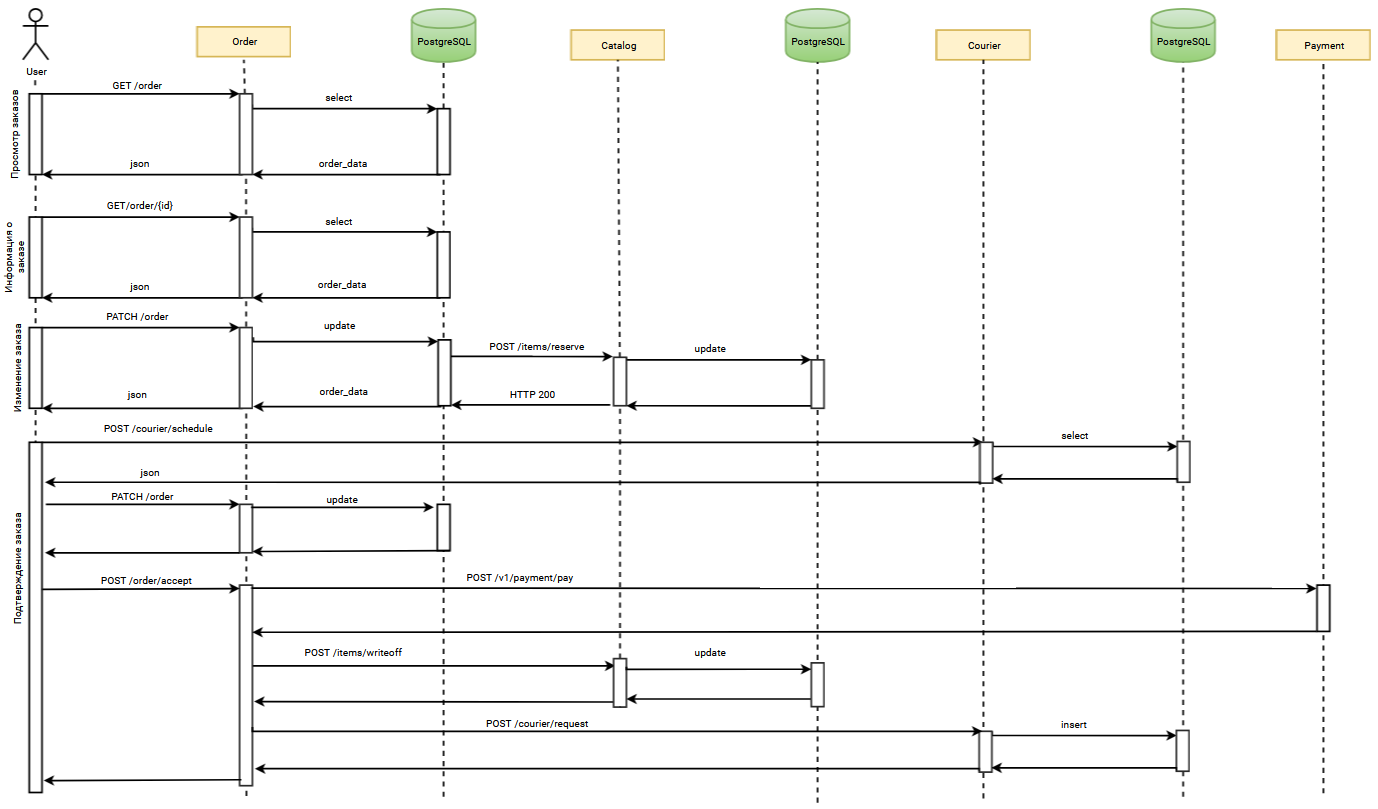 User
Order
PostgreSQL
Catalog
PostgreSQL
Courier
PostgreSQL
Payment
Просмотр заказов
GET /order
select
json
order_data
Информация о
заказе
GET/order/{id}
select
json
order_data
Изменение заказа
PATCH /order
update
POST /items/reserve
update
json
order_data
HTTP 200
Подтверждение заказа
POST /courier/schedule
select
json
PATCH /order
update
POST /order/accept
POST /v1/payment/pay
POST /items/writeoff
update
POST /courier/request
insert